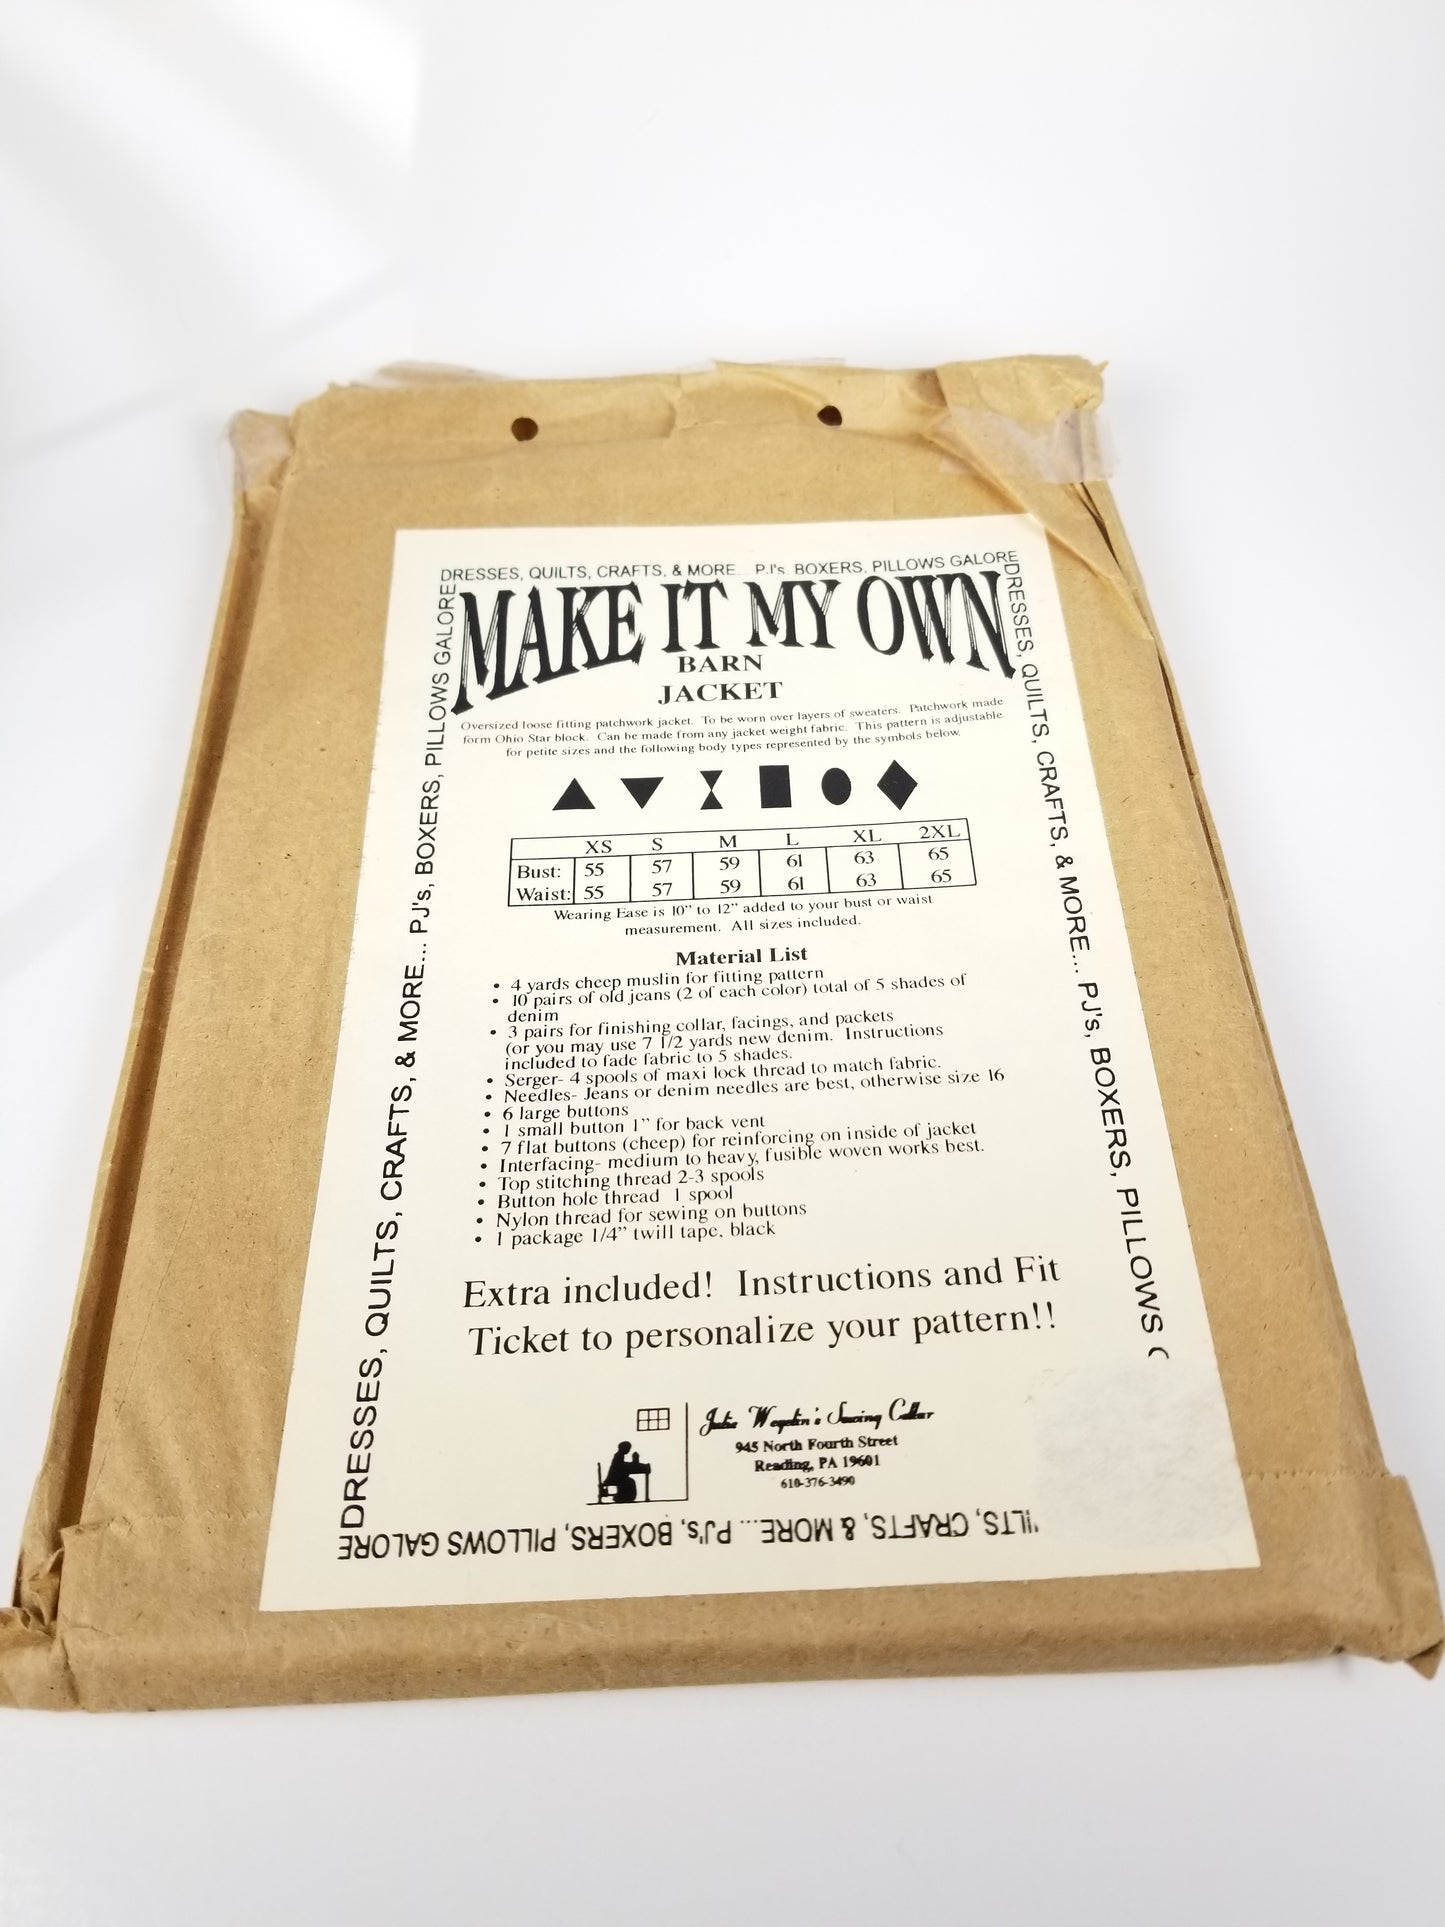 DRESSES, QUILTS, CRAFTS, & MORE... P.J's. BOXERS, PILLOWS GALORE
MAKE IT MY OWN
BARN
JACKET
Oversized loose fitting patchwork jacket. To be worn over layers of sweaters. Patchwork made
form Ohio Star block. Can be made from any jacket weight fabric. This pattern is adjustable
for petite sizes and the following body types represented by the symbols below.
XS S M L XL 2XL
Bust: 55 57 59 61 63 65
Waist: 55 57 59 61 63 65
Wearing Ease is 10" to 12" added to your bust or waist
measurement. All sizes included.
Material List
• 4 yards cheep muslin for fitting pattern
• 10 pairs of old jeans (2 of each color) total of 5 shades of
denim
• 3 pairs for finishing collar, facings, and packets
(or you may use 7 1/2 yards new denim. Instructions
included to fade fabric to 5 shades.
• Serger- 4 spools of maxi lock thread to match fabric.
• Needles- Jeans or denim needles are best, otherwise size 16
• 6 large buttons
• 1 small button 1" for back vent
• 7 flat buttons (cheep) for reinforcing on inside of jacket
• Interfacing- medium to heavy, fusible woven works best.
• Top stitching thread 2-3 spools
• Button hole thread 1 spool
• Nylon thread for sewing on buttons
• 1 package 1/4" twill tape, black
Extra included! Instructions and Fit
Ticket to personalize your pattern!!
Julia Wegelin's Sewing Cellar
945 North Fourth Street
Reading, PA 19601
610-376-3490
DRESSES, QUILTS, CRAFTS, & MORE... PJ's, BOXERS, PILLOWS GALORE
DRESSES, QUILTS, CRAFTS, & MORE... PJ's, BOXERS, PILLOWS
CRAFTS, & MORE... PJ's, BOXERS, PILLOWS GALORE